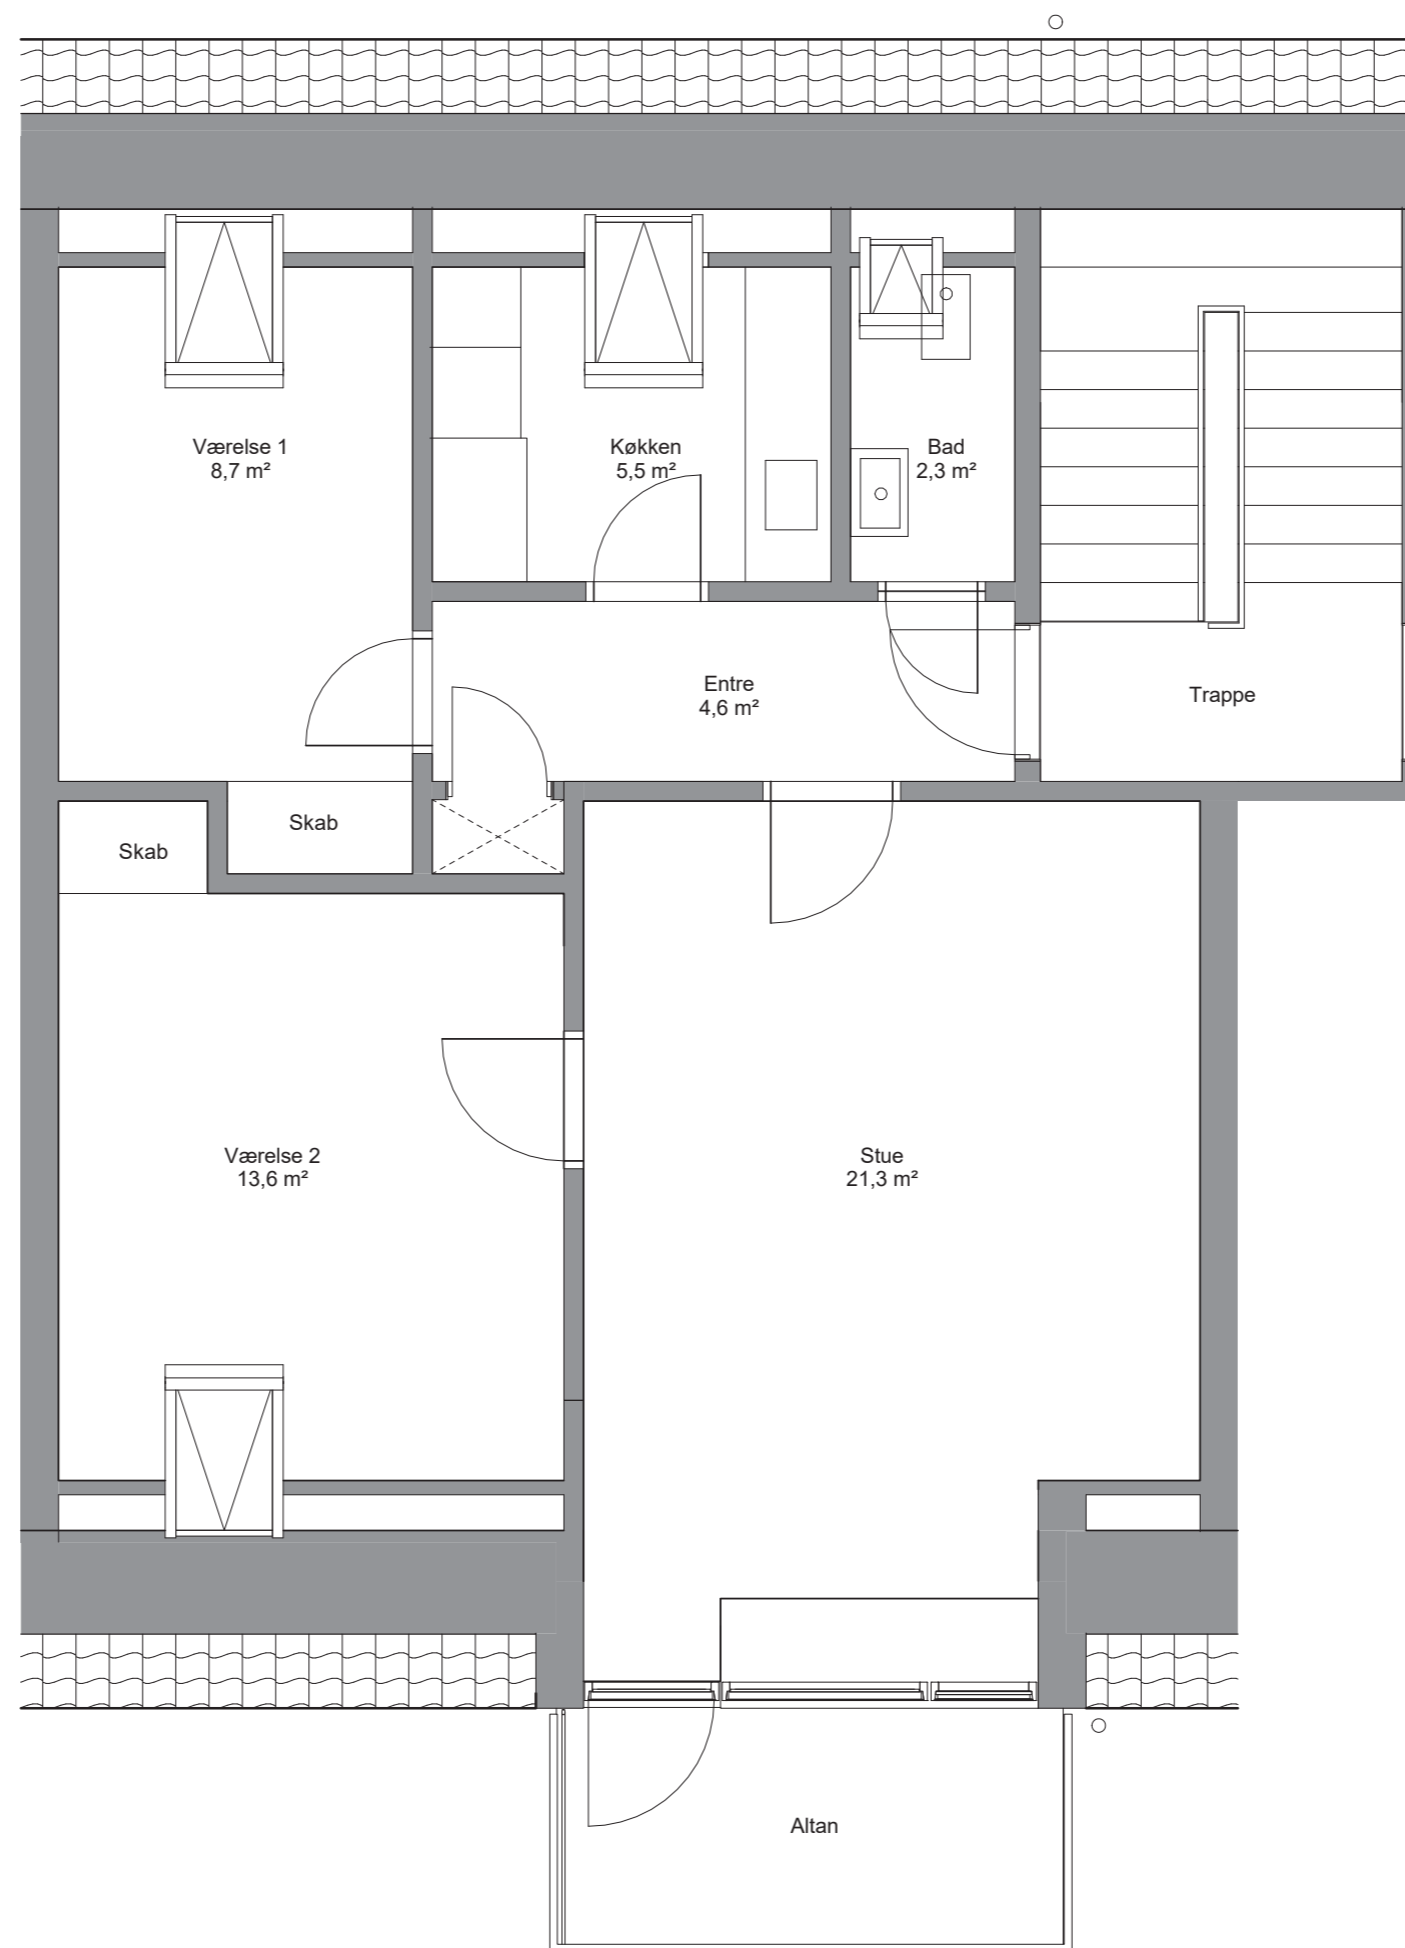 Værelse 1
8,7 m²
Køkken
5,5 m²
Bad
2,3 m²
Entre
4,6 m²
Trappe
Skab
Skab
Værelse 2
13,6 m²
Stue
21,3 m²
Altan